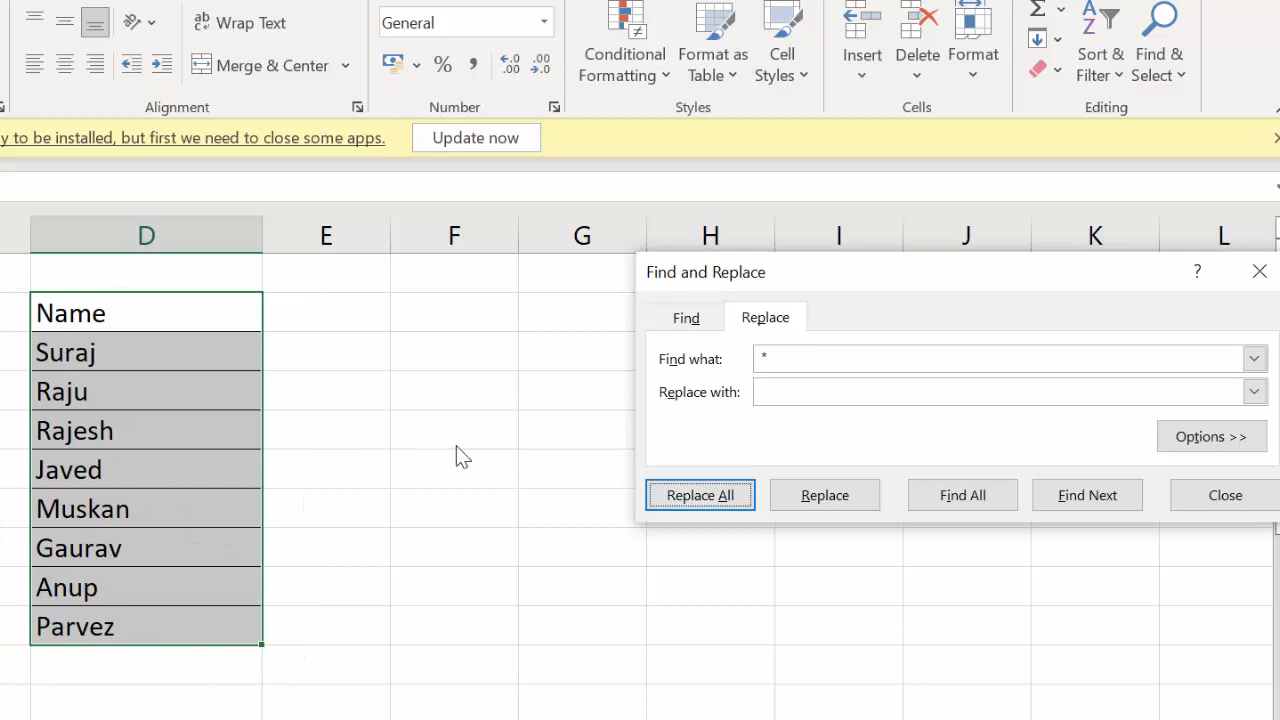 Wrap Text
General
Conditional Formatting
Format as Table
Cell Styles
Insert
Delete
Format
Sort & Filter
Find & Select
Merge & Center
%
Alignment
Number
Styles
Cells
Editing
y to be installed, but first we need to close some apps.
Update now
D E F G H I J K L
Find and Replace
?
Find
Replace
Find what:
*
Replace with:
Options >>
Replace All
Replace
Find All
Find Next
Close
Name
Suraj
Raju
Rajesh
Javed
Muskan
Gaurav
Anup
Parvez